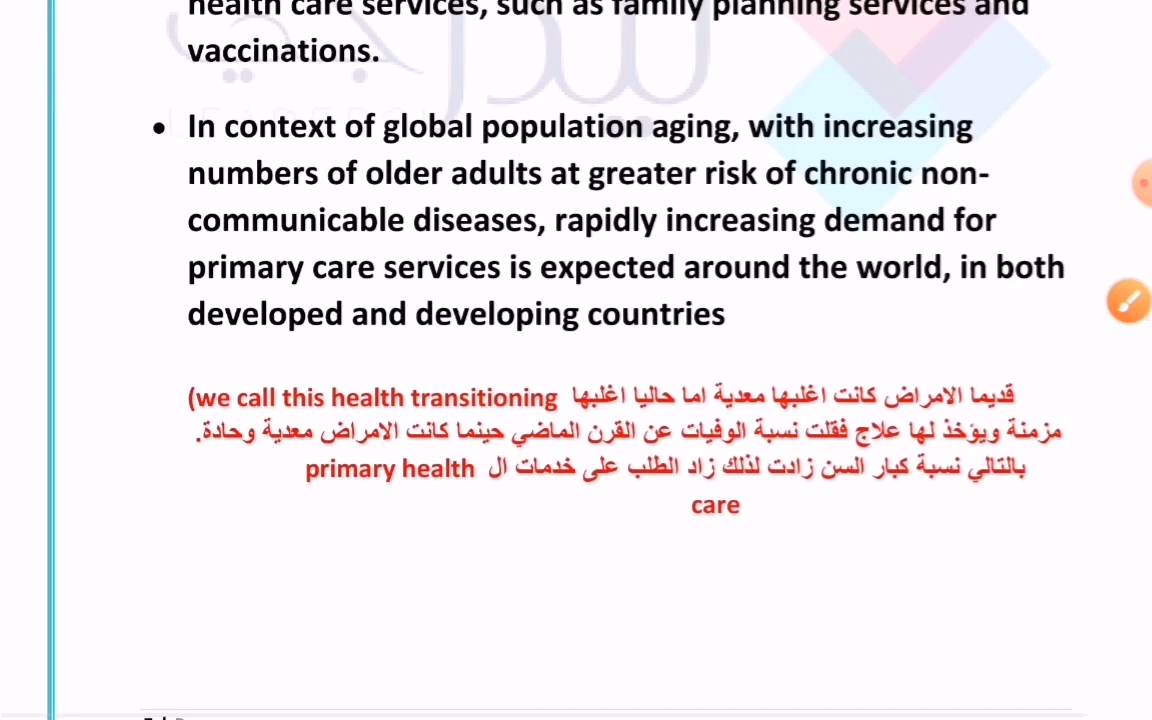 health care services, such as family planning services and
vaccinations.
• In context of global population aging, with increasing
numbers of older adults at greater risk of chronic non-
communicable diseases, rapidly increasing demand for
primary care services is expected around the world, in both
developed and developing countries
قديما الامراض كانت اغلبها معدية اما حاليا اغلبها (we call this health transitioning
مزمنة ويؤخذ لها علاج فقلت نسبة الوفيات عن القرن الماضي حينما كانت الامراض معدية وحادة.
بالتالي نسبة كبار السن زادت لذلك زاد الطلب على خدمات ال primary health
care
ليدرجي